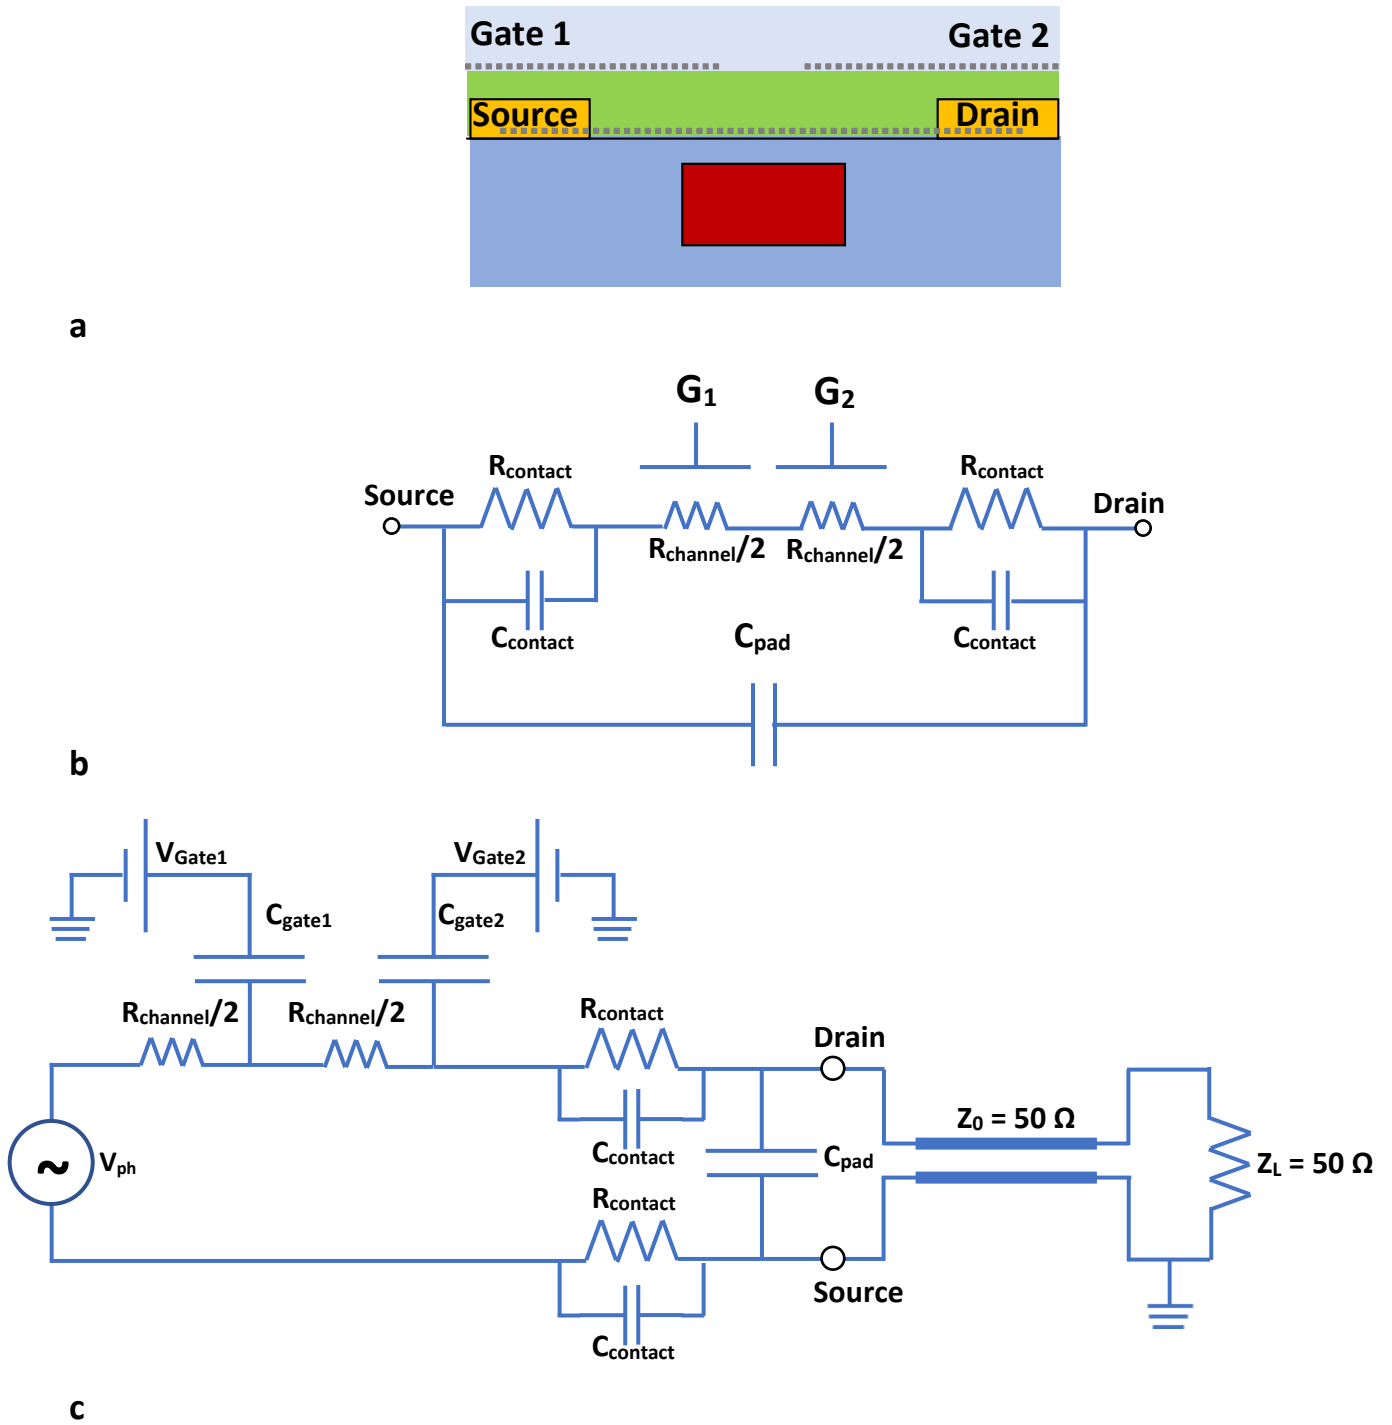 Gate 1 Gate 2
Source Drain
a
G1 G2
Rcontact Rcontact
Source Drain
Rchannel/2 Rchannel/2
Ccontact Cpad Ccontact
b
VGate1 VGate2
Cgate1 Cgate2
Rchannel/2 Rchannel/2 Rcontact
Drain
Z0 = 50 Ω
~ Vph Ccontact Cpad ZL = 50 Ω
Rcontact
Source
Ccontact
c